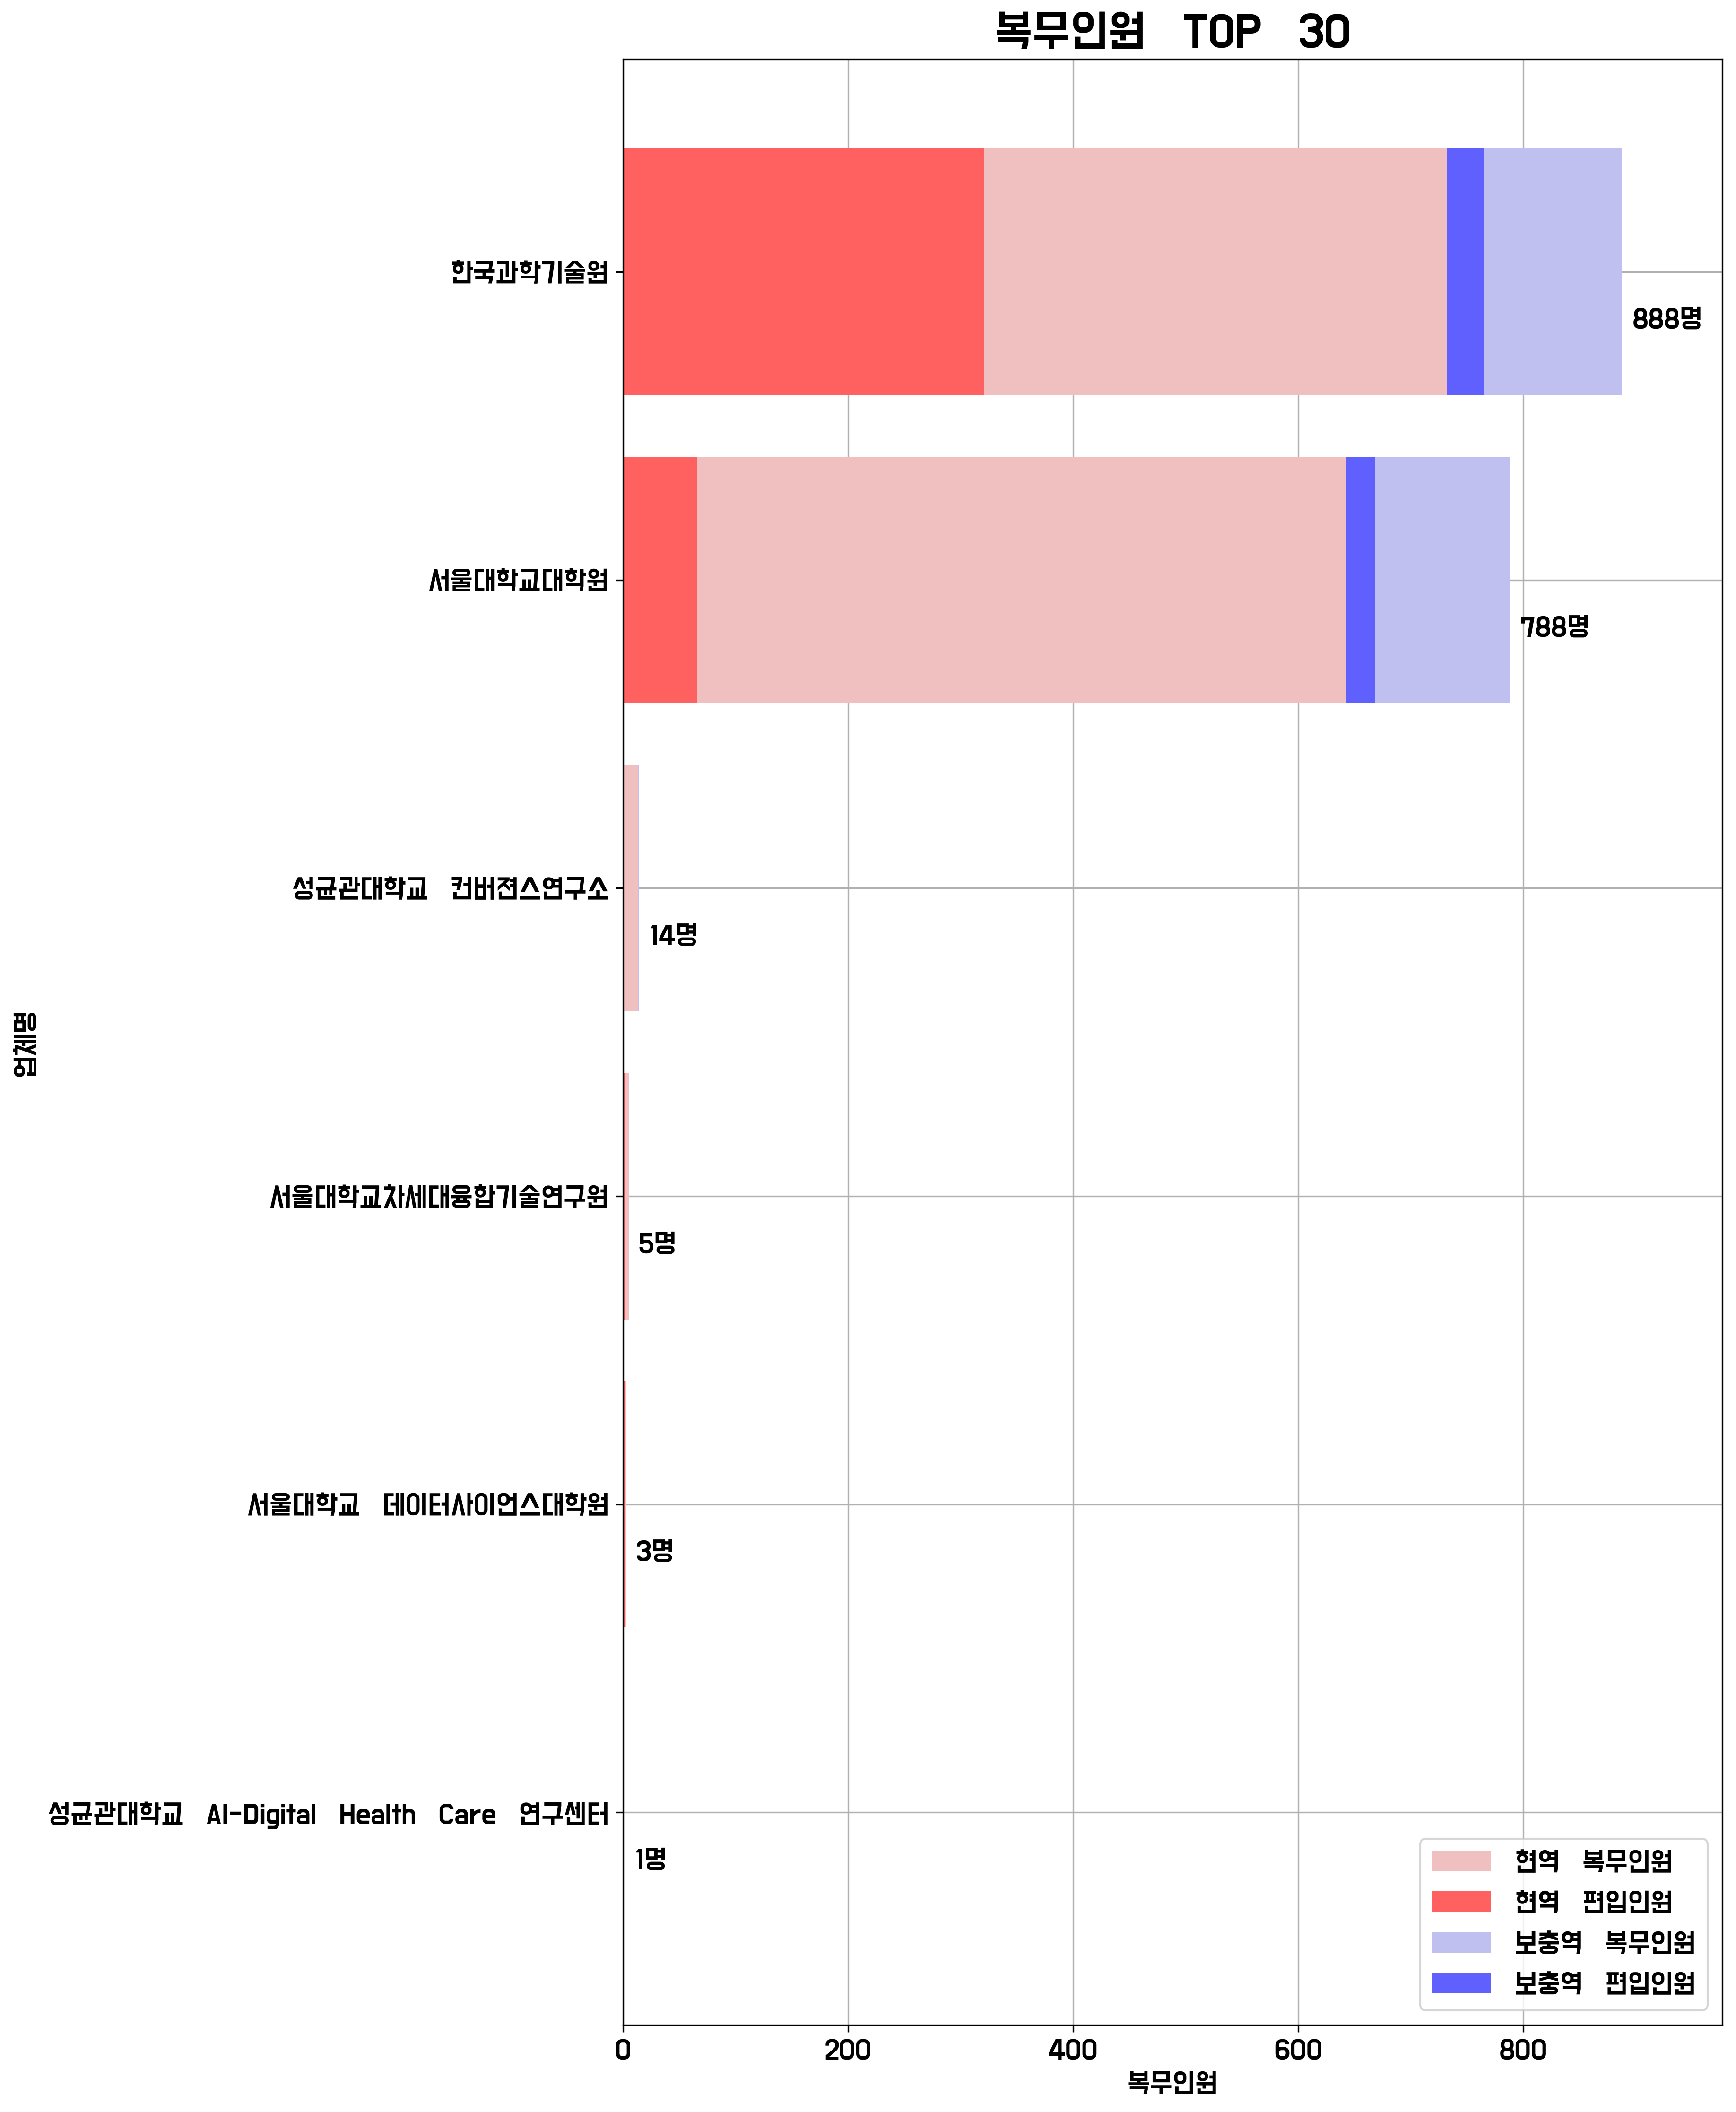 복무인원 TOP 30
한국과학기술원
888명
서울대학교대학원
788명
성균관대학교 컨버젼스연구소
14명
업체명
서울대학교차세대융합기술연구원
5명
서울대학교 데이터사이언스대학원
3명
성균관대학교 AI-Digital Health Care 연구센터
1명
현역 복무인원
현역 편입인원
보충역 복무인원
보충역 편입인원
0 200 400 600 800
복무인원